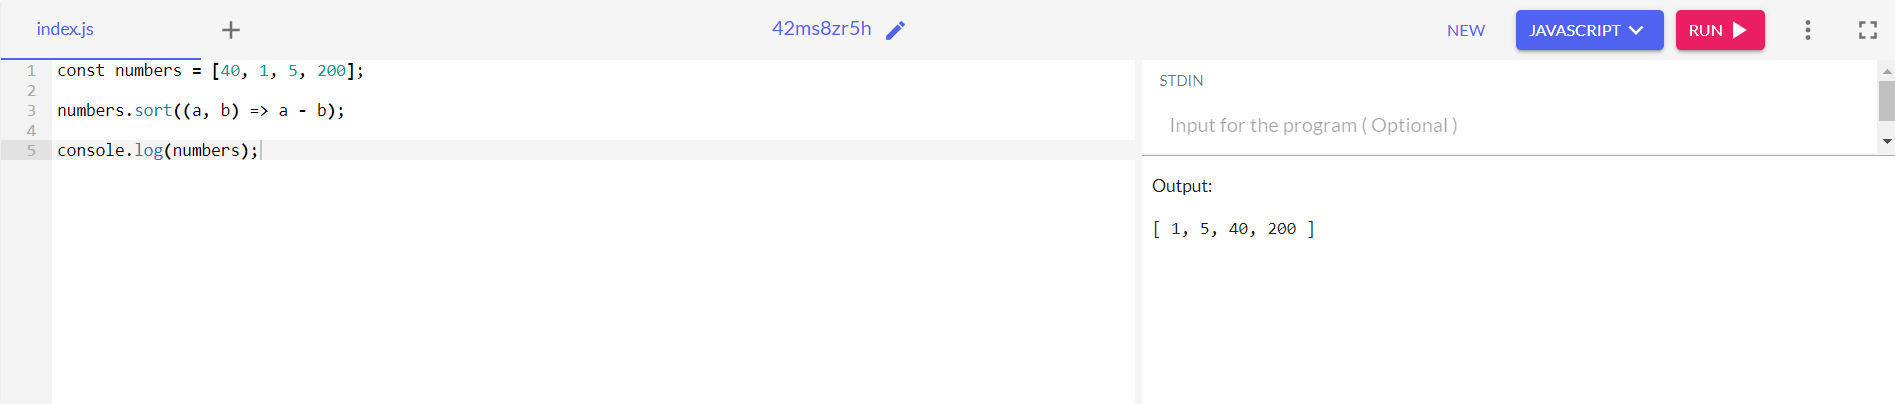 index.js
42ms8zr5h
NEW
JAVASCRIPT
RUN
1 const numbers = [40, 1, 5, 200];
2
3 numbers.sort((a, b) => a - b);
4
5 console.log(numbers);
STDIN
Input for the program ( Optional )
Output:
[ 1, 5, 40, 200 ]